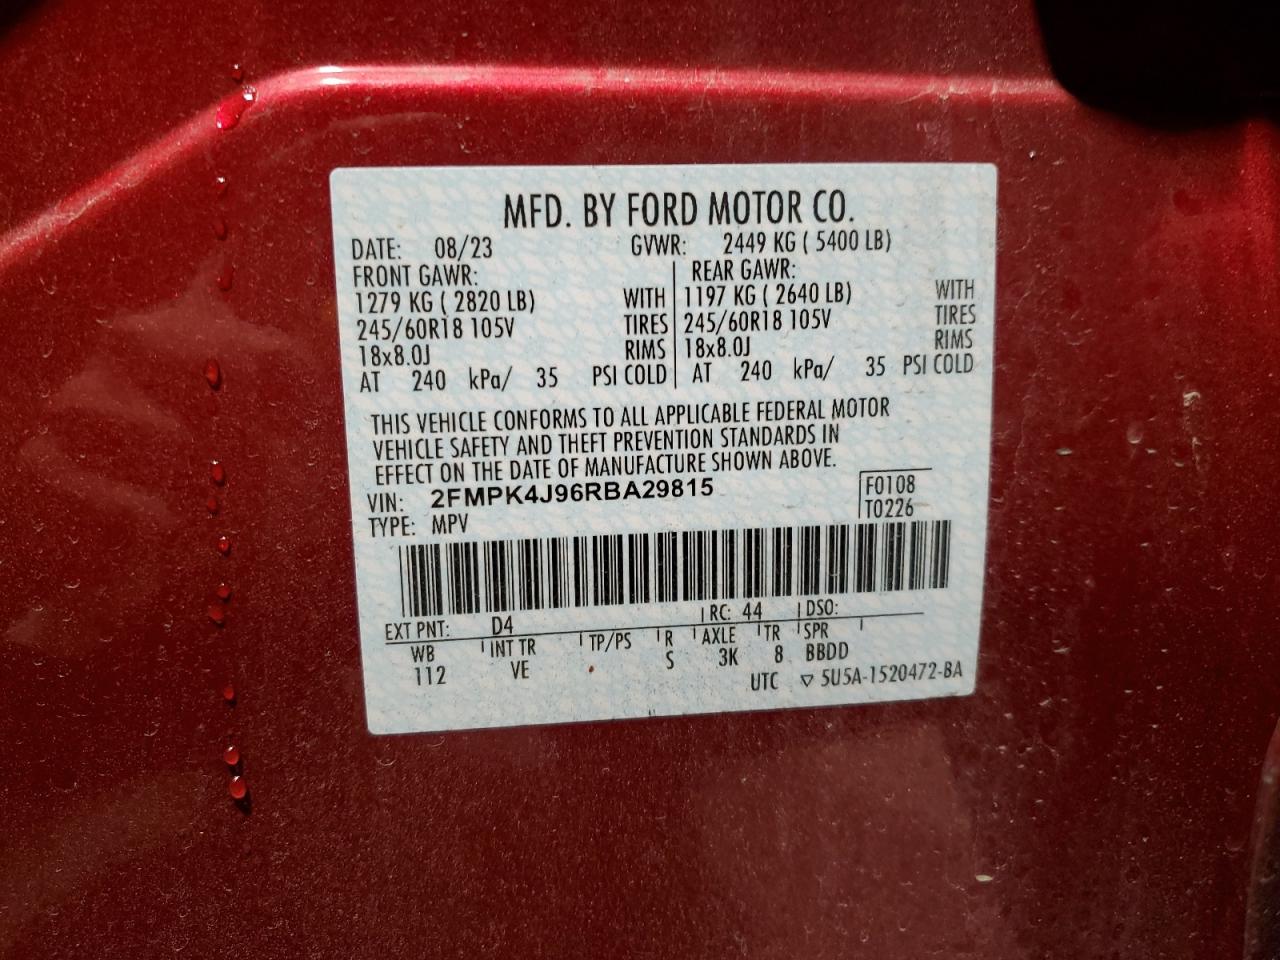 MFD. BY FORD MOTOR CO.
DATE: 08/23 GVWR: 2449 KG ( 5400 LB)
FRONT GAWR: REAR GAWR:
1279 KG ( 2820 LB) WITH 1197 KG ( 2640 LB) WITH
245/60R18 105V TIRES 245/60R18 105V TIRES
18x8.0J RIMS 18x8.0J RIMS
AT 240 kPa/ 35 PSI COLD AT 240 kPa/ 35 PSI COLD
THIS VEHICLE CONFORMS TO ALL APPLICABLE FEDERAL MOTOR
VEHICLE SAFETY AND THEFT PREVENTION STANDARDS IN
EFFECT ON THE DATE OF MANUFACTURE SHOWN ABOVE.
VIN: 2FMPK4J96RBA29815 F0108
TYPE: MPV T0226
EXT PNT: D4 RC: 44 DSO:
WB INT TR TP/PS R AXLE TR SPR
112 VE S 3K 8 BBDD
UTC ▽ 5U5A-1520472-BA